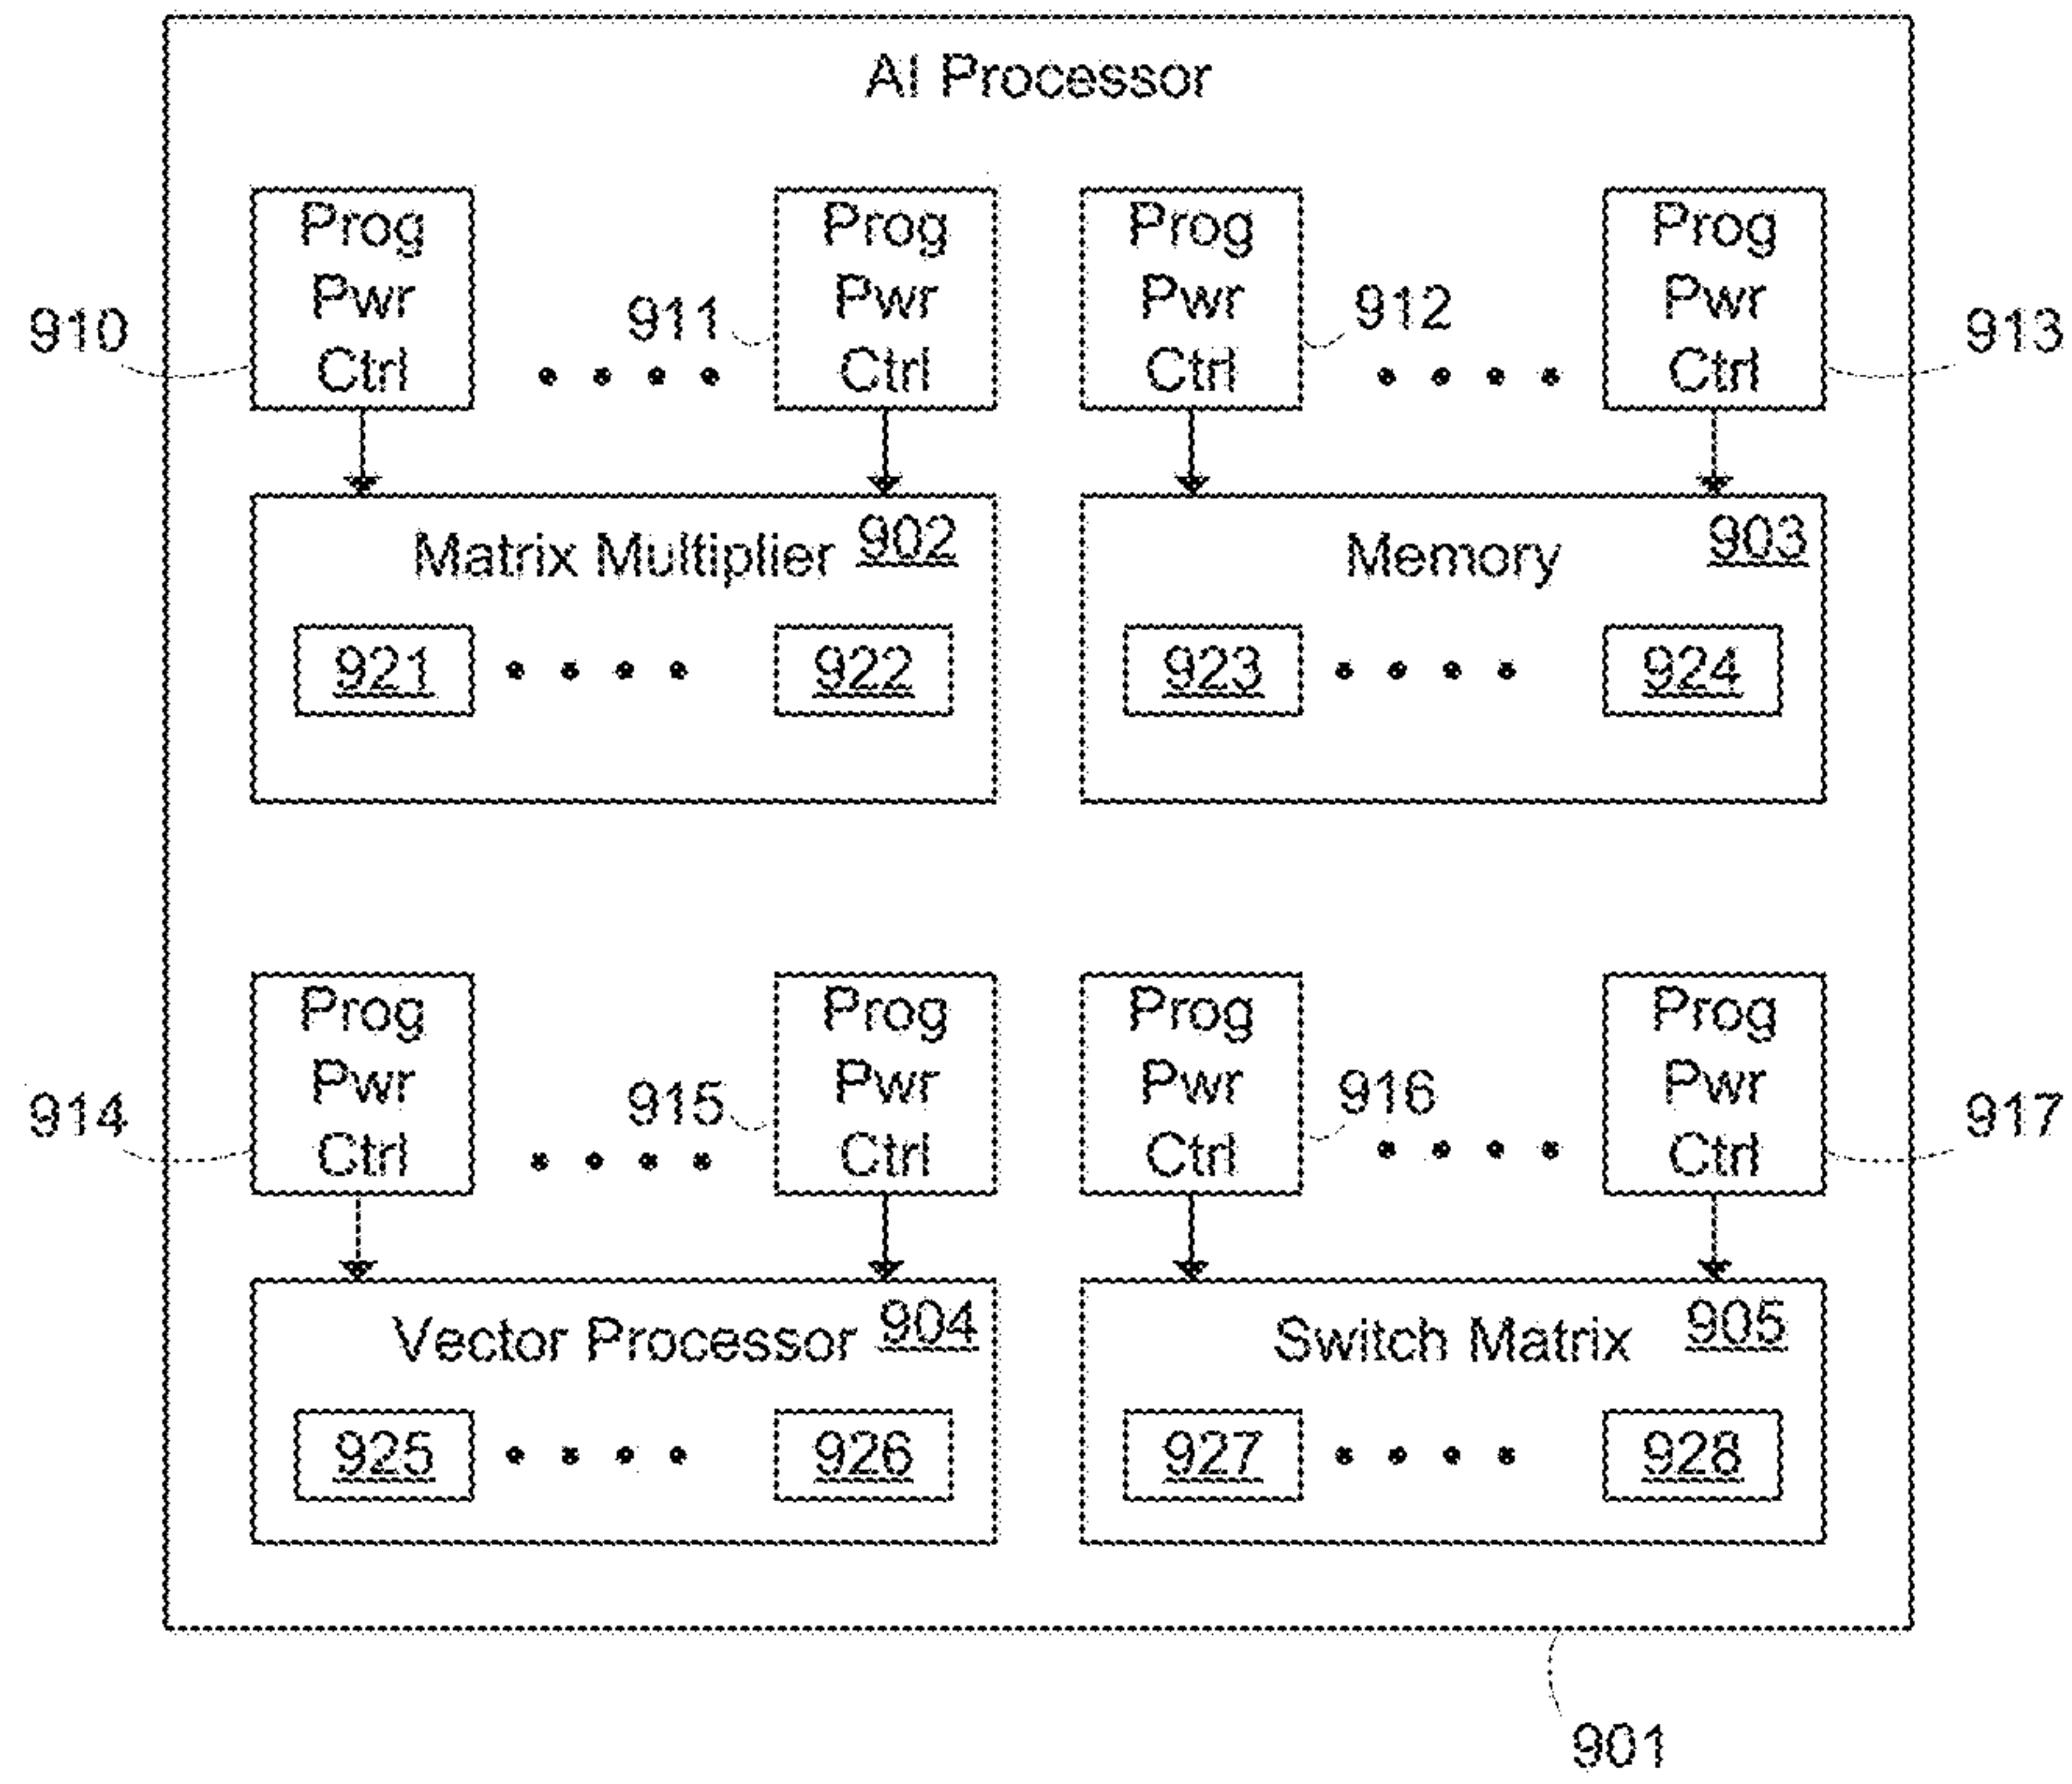 AI Processor
Prog
Pwr
Ctrl
Prog
Pwr
Ctrl
Prog
Pwr
Ctrl
Prog
Pwr
Ctrl
910
911
912
913
Matrix Multiplier 902
921
922
Memory 903
923
924
Prog
Pwr
Ctrl
Prog
Pwr
Ctrl
Prog
Pwr
Ctrl
Prog
Pwr
Ctrl
914
915
916
917
Vector Processor 904
925
926
Switch Matrix 905
927
928
901